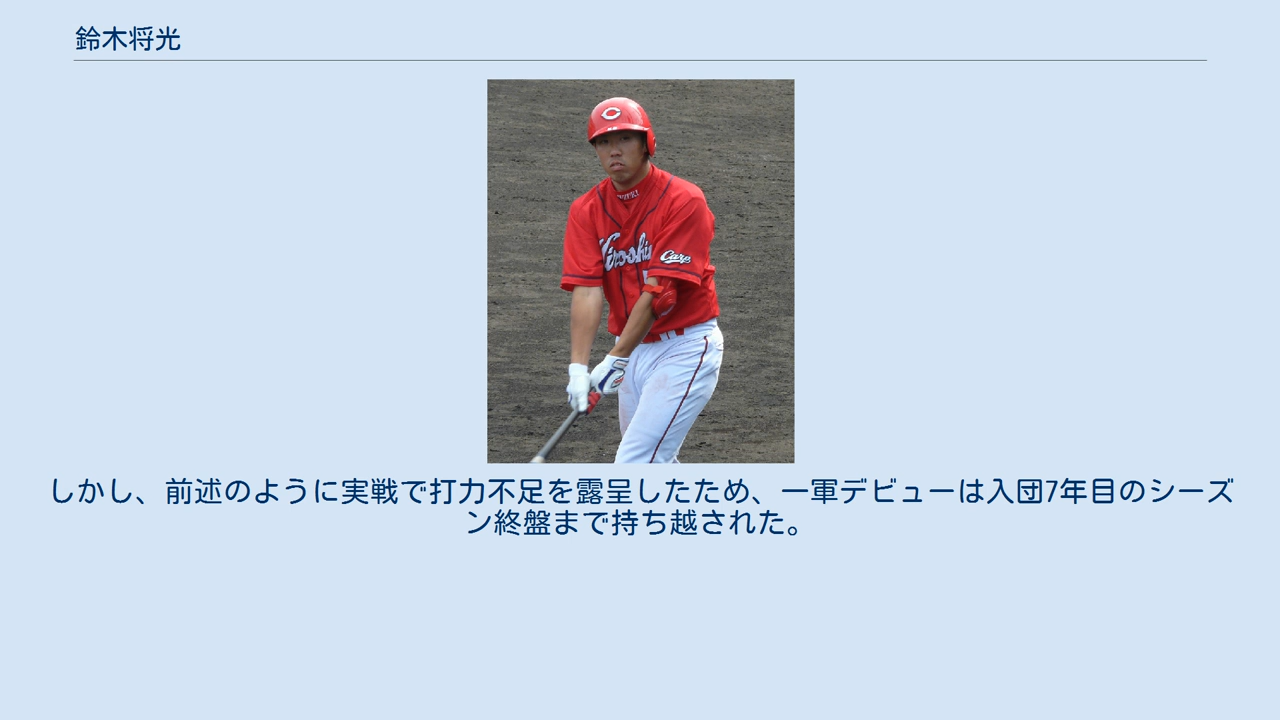 鈴木将光
Hiroshi
Carp
しかし、前述のように実戦で打力不足を露呈したため、一軍デビューは入団7年目のシーズ
ン終盤まで持ち越された。